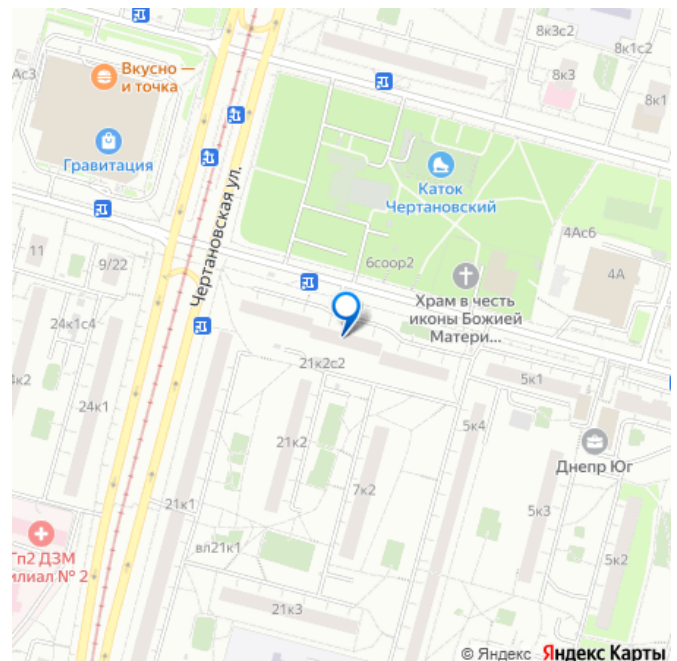 8к3с2
8к1с2
Вкусно —
и точка
8к3
8к1
Ас3
Гравитация
Каток
Чертановский
Чертановская ул.
4Ас6
11
9/22
6соор2
4А
Храм в честь
иконы Божией
Матери...
24к1с4
21к2с2
5к1
4к2
24к1
5к4
21к2
Днепр Юг
7к2
21к1
5к3
Гп2 ДЗМ
илиал № 2
вл21к1
5к2
21к3
© Яндекс Яндекс Карты